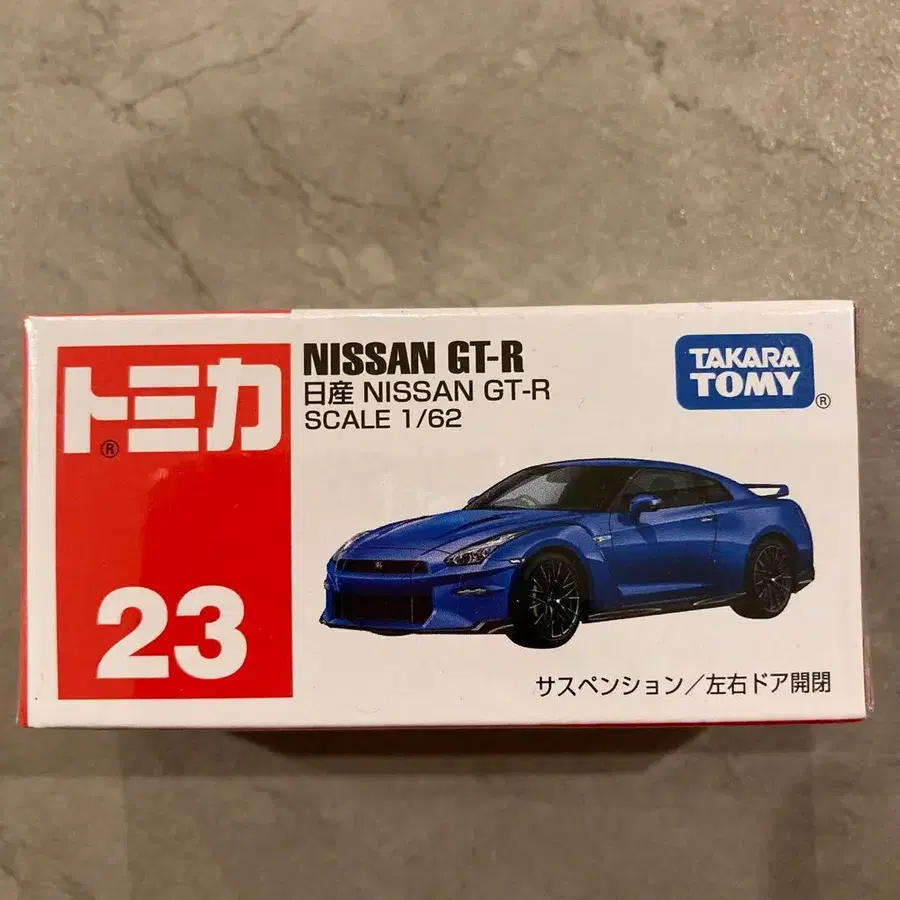 トミカ
®
23
NISSAN GT-R
日産 NISSAN GT-R
SCALE 1/62
TAKARA
TOMY
®
サスペンション/左右ドア開閉